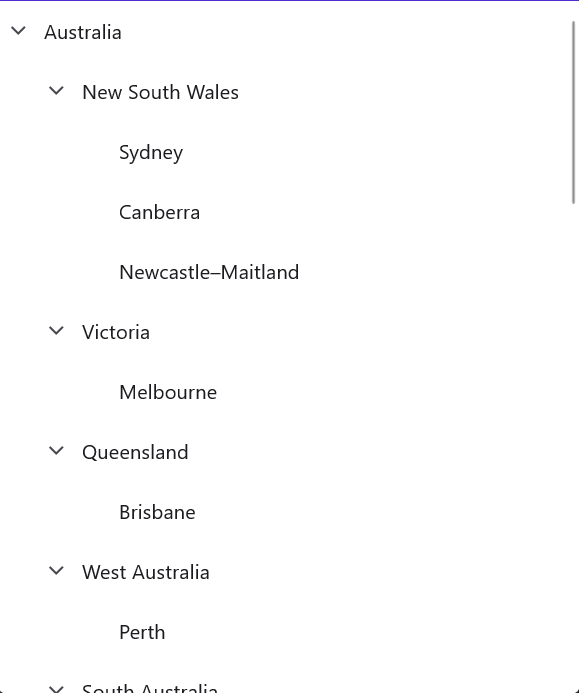 Australia
New South Wales
Sydney
Canberra
Newcastle–Maitland
Victoria
Melbourne
Queensland
Brisbane
West Australia
Perth
South Australia